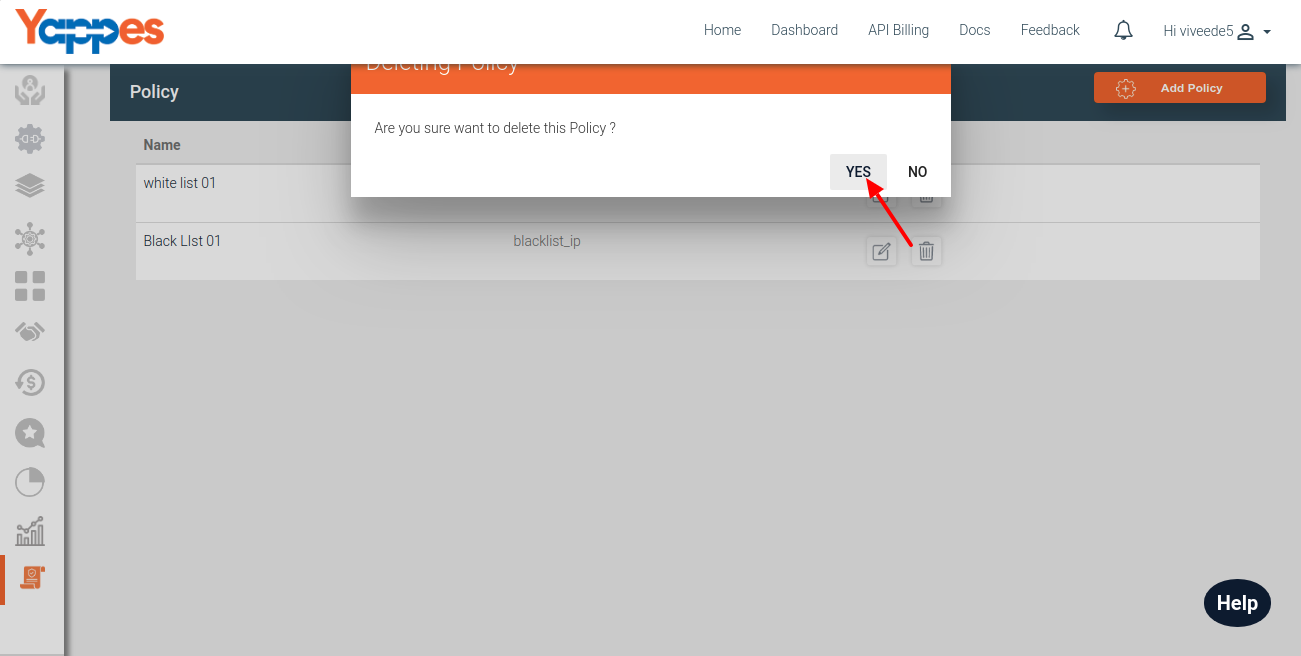 Yappes
Home Dashboard API Billing Docs Feedback Hi viveede5
Deleting Policy
Policy
Add Policy
Are you sure want to delete this Policy ?
Name
YES NO
white list 01
Black LIst 01 blacklist_ip
Help